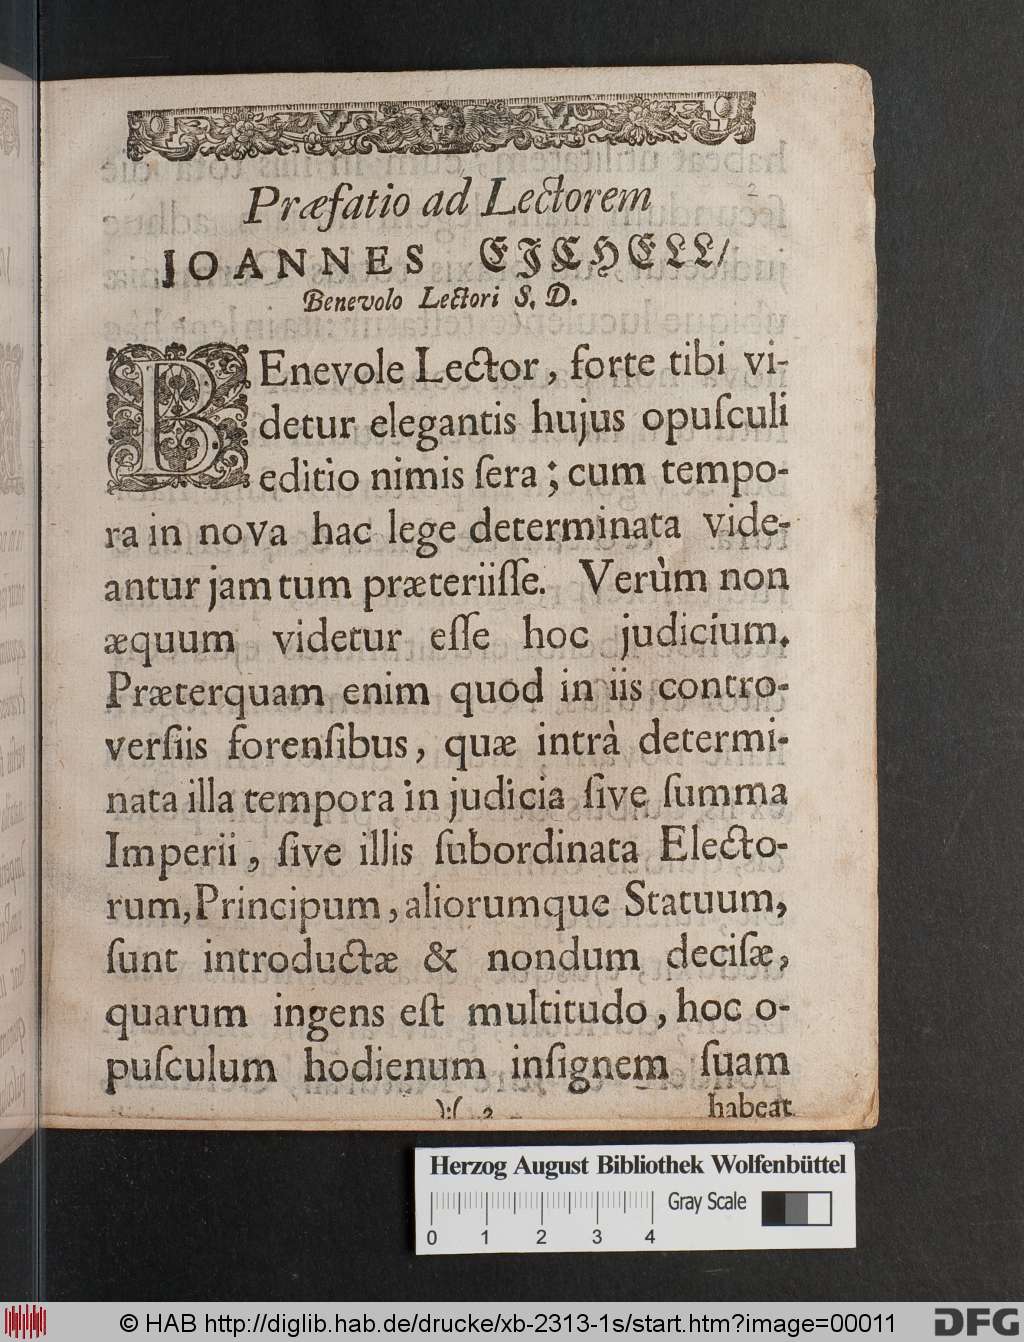 2
Præfatio ad Lectorem
JOANNES EJCHELL/
Benevolo Lectori S. D.
BEnevole Lector, forte tibi vi-
detur elegantis hujus opuſculi
editio nimis ſera; cum tempo-
ra in nova hac lege determinata vide-
antur jam tum præteriiſſe. Verùm non
æquum videtur eſſe hoc judicium.
Præterquam enim quod in iis contro-
verſiis forenſibus, quæ intrà determi-
nata illa tempora in judicia ſive ſumma
Imperii, ſive illis ſubordinata Electo-
rum, Principum, aliorumque Statuum,
ſunt introductæ & nondum deciſæ,
quarum ingens eſt multitudo, hoc o-
puſculum hodienum inſignem ſuam
):( 2
habeat
Herzog August Bibliothek Wolfenbüttel
Gray Scale
0 1 2 3 4
© HAB http://diglib.hab.de/drucke/xb-2313-1s/start.htm?image=00011
DFG